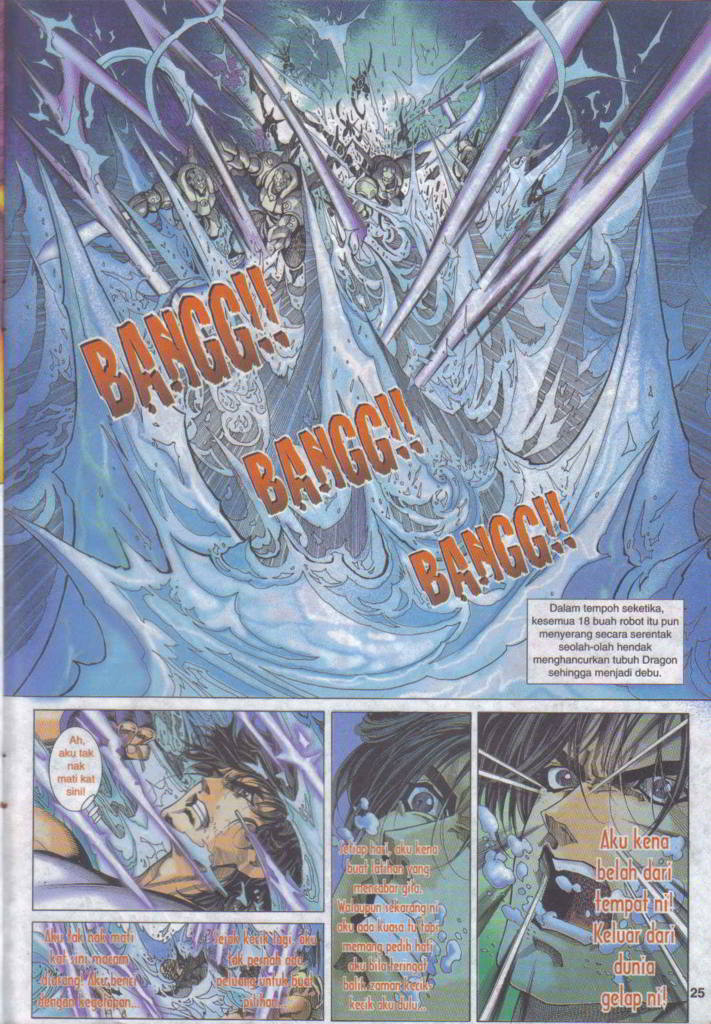 BANGG!!
BANGG!!
BANGG!!
Dalam tempoh seketika,
kesemua 18 buah robot itu pun
menyerang secara serentak
seolah-olah hendak
menghancurkan tubuh Dragon
sehingga menjadi debu.
Ah,
aku tak
nak
mati kat
sini!
Aku tak nak mati
kat sini macam
diorang! Aku benci
dengan kegelapan...
Sejak kecik lagi, aku
tak pernah ada
peluang untuk buat
pilihan...
Setiap hari, aku kena
buat latihan yang
mencabar gila.
Walaupun sekarang ni
aku ada kuasa tu tapi
memang pedih hati
aku bila teringat
balik zaman kecik-
kecik aku dulu...
Aku kena
belah dari
tempat ni!
Keluar dari
dunia
gelap ni!
25